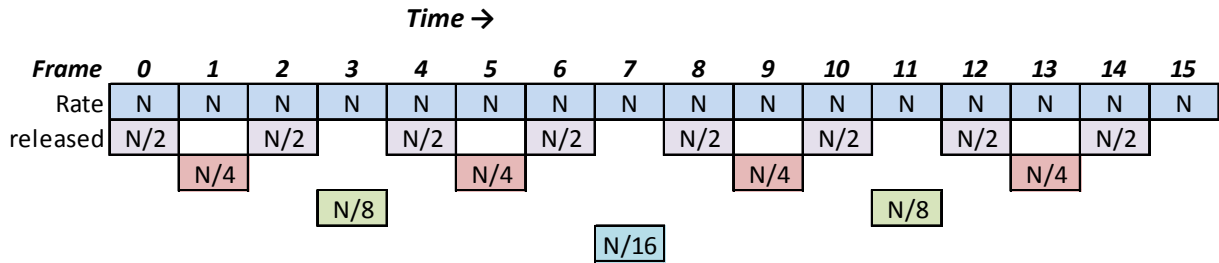 Time →
Frame 0 1 2 3 4 5 6 7 8 9 10 11 12 13 14 15
Rate N N N N N N N N N N N N N N N N
released N/2 N/2 N/2 N/2 N/2 N/2 N/2 N/2
N/4 N/4 N/4 N/4
N/8 N/8
N/16